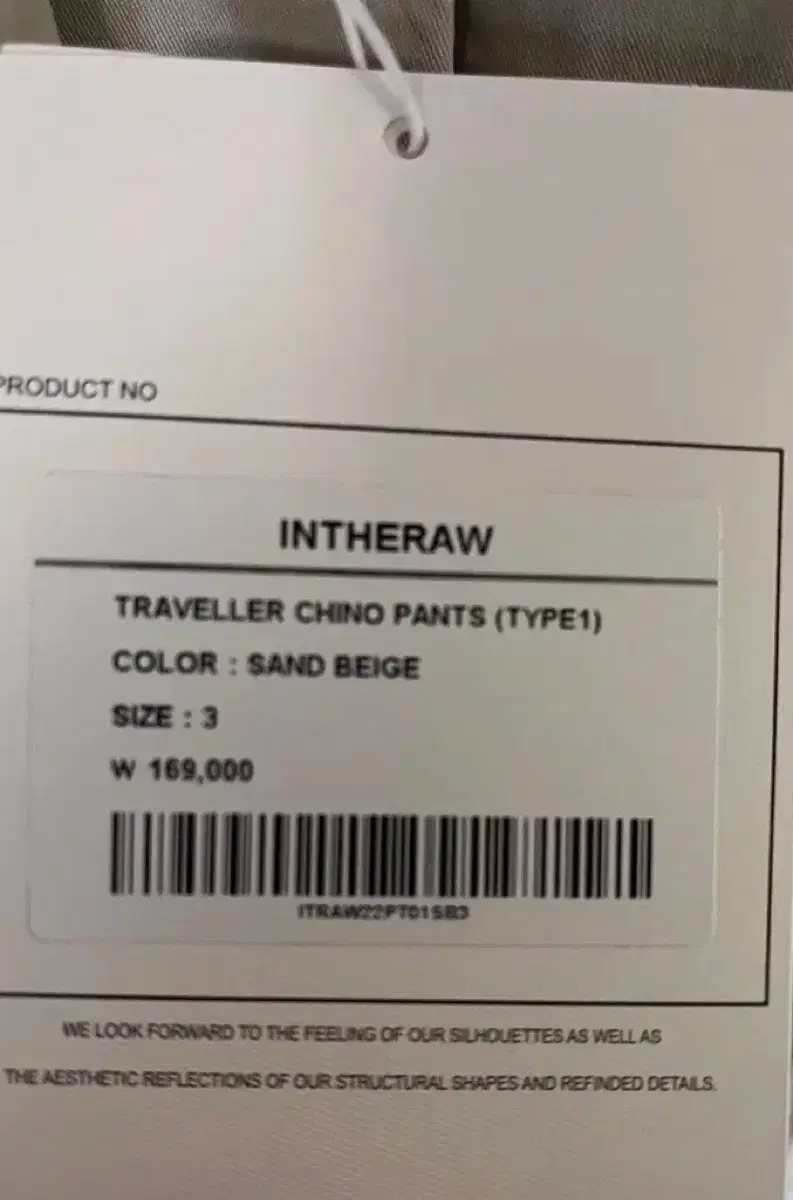 PRODUCT NO
INTHERAW
TRAVELLER CHINO PANTS (TYPE1)
COLOR : SAND BEIGE
SIZE : 3
₩ 169,000
ITRAW22PT01SB3
WE LOOK FORWARD TO THE FEELING OF OUR SILHOUETTES AS WELL AS
THE AESTHETIC REFLECTIONS OF OUR STRUCTURAL SHAPES AND REFINDED DETAILS.